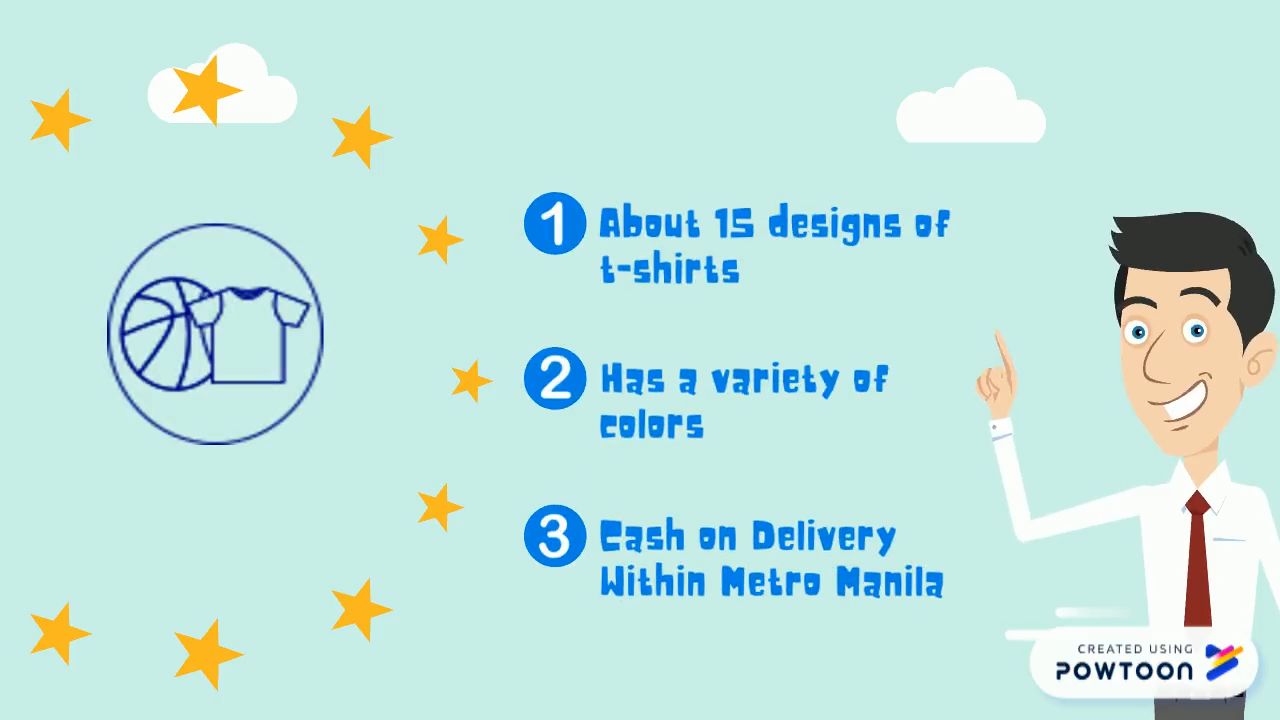 1 About 15 designs of
t-shirts
2 Has a variety of
colors
3 Cash on Delivery
Within Metro Manila
CREATED USING
POWTOON